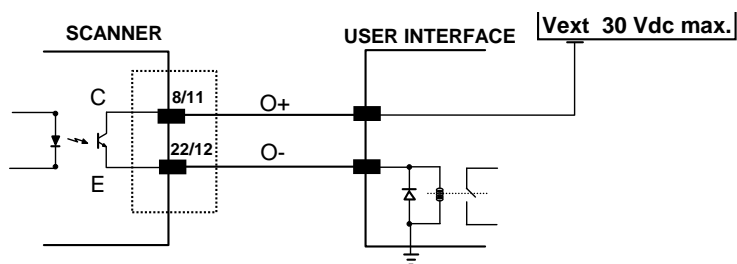 SCANNER
USER INTERFACE
Vext 30 Vdc max.
C
8/11
O+
22/12
O-
E